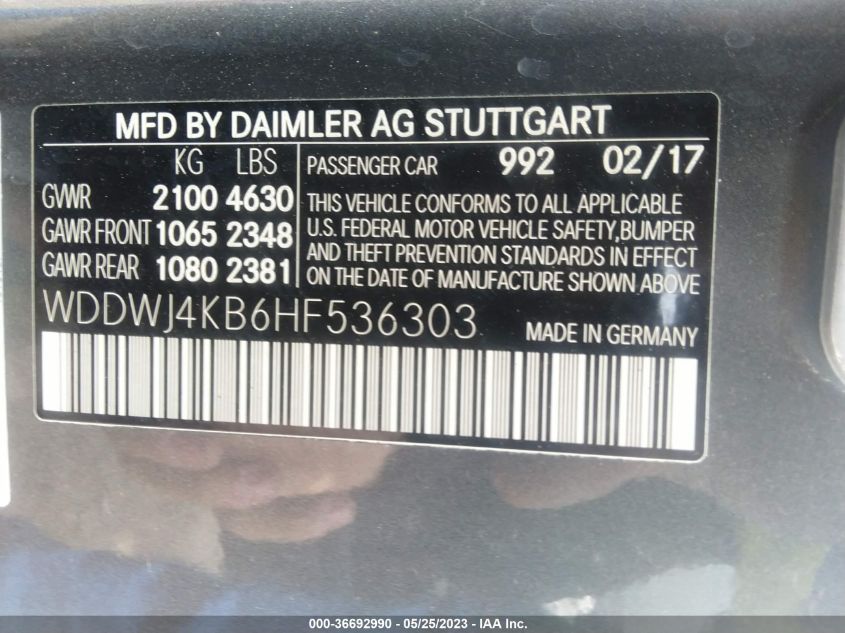 MFD BY DAIMLER AG STUTTGART
KG LBS
GVWR 2100 4630
GAWR FRONT 1065 2348
GAWR REAR 1080 2381
PASSENGER CAR 992 02/17
THIS VEHICLE CONFORMS TO ALL APPLICABLE
U.S. FEDERAL MOTOR VEHICLE SAFETY, BUMPER
AND THEFT PREVENTION STANDARDS IN EFFECT
ON THE DATE OF MANUFACTURE SHOWN ABOVE
WDDWJ4KB6HF536303
MADE IN GERMANY
000-36692990 - 05/25/2023 - IAA Inc.